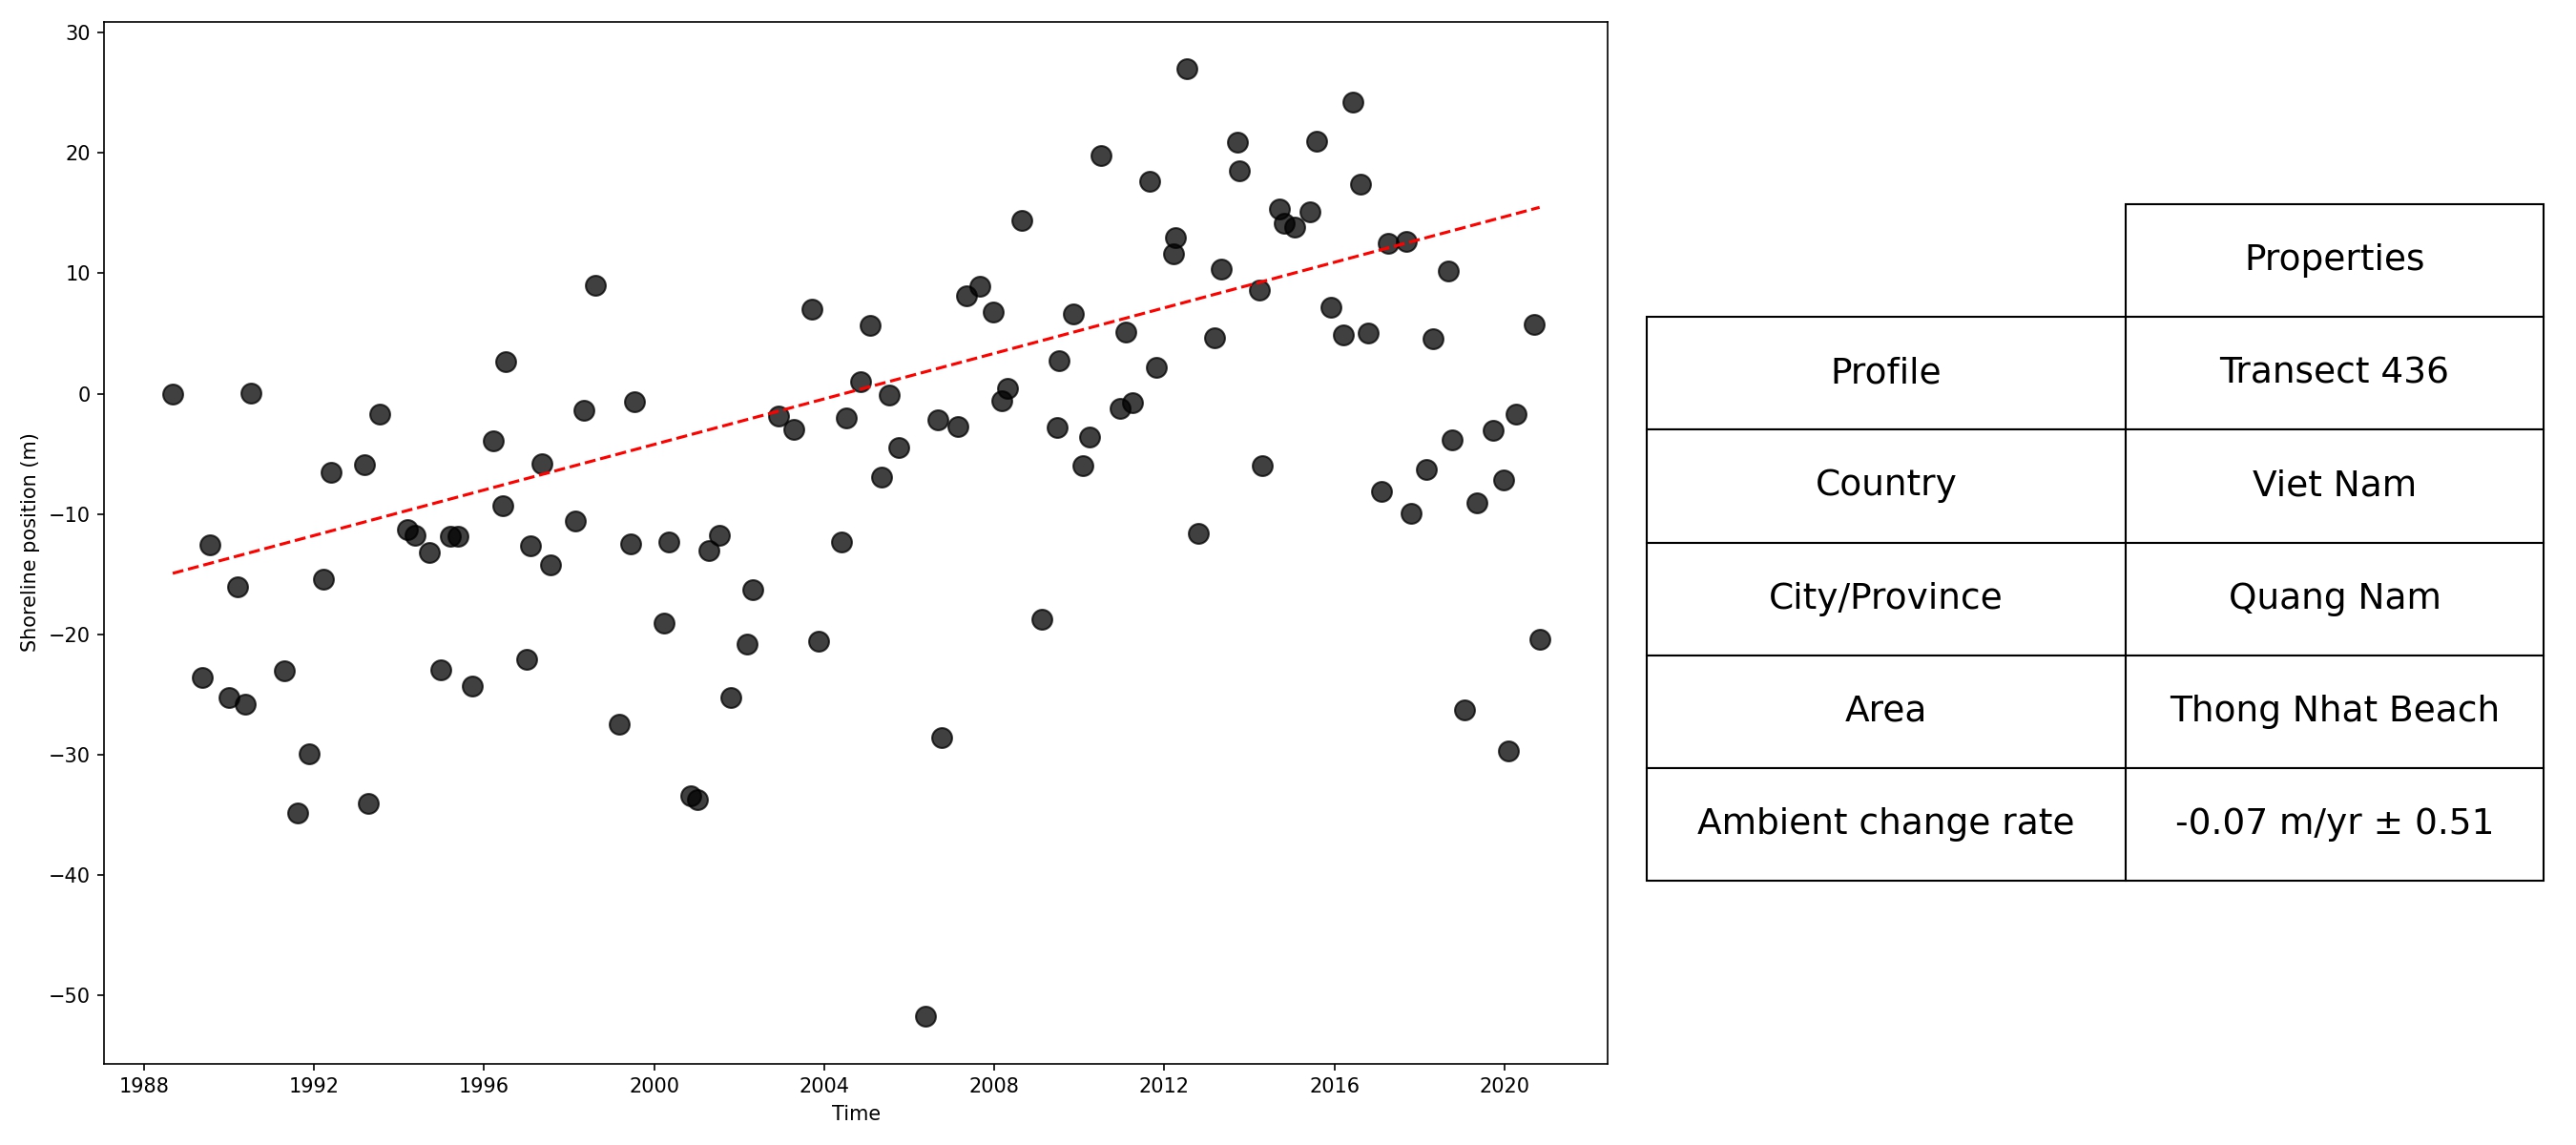 30
20
10
0
−10
−20
−30
−40
−50
Shoreline position (m)
1988 1992 1996 2000 2004 2008 2012 2016 2020
Time
Properties
Profile Transect 436
Country Viet Nam
City/Province Quang Nam
Area Thong Nhat Beach
Ambient change rate -0.07 m/yr ± 0.51